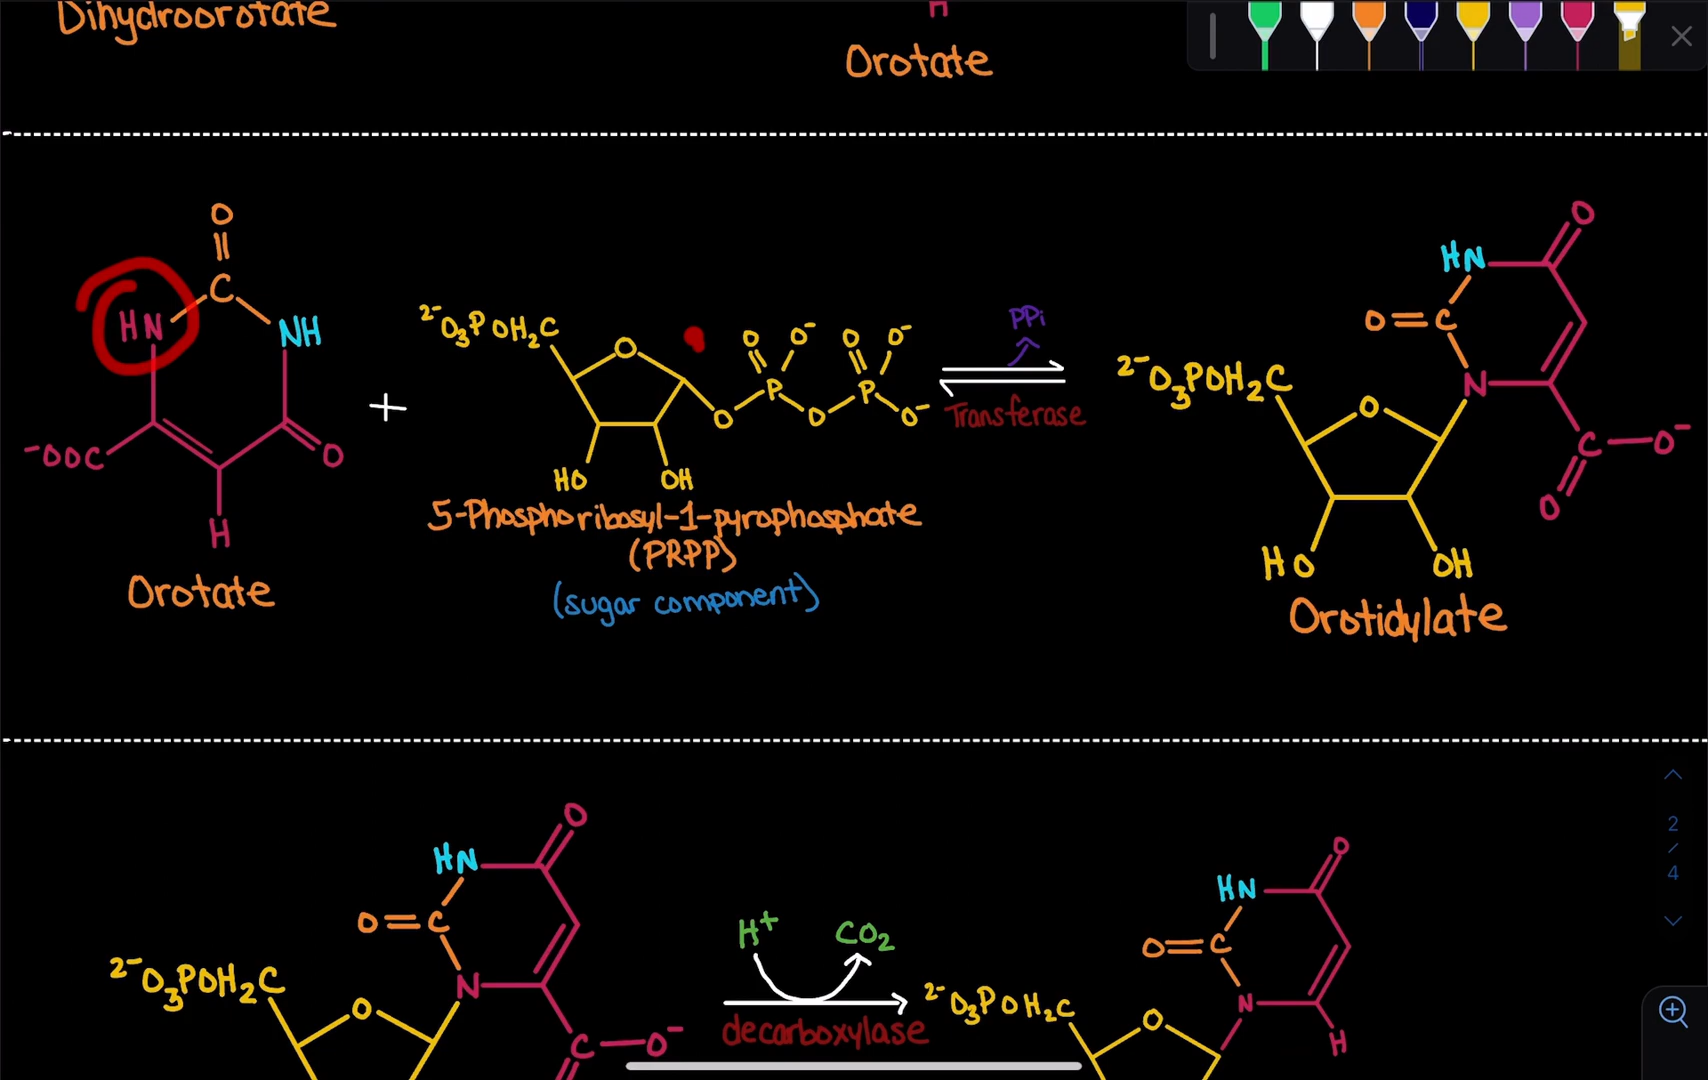 Dihydroorotate
H
Orotate
O
C
HN
NH
⁻OOC
O
H
Orotate
+
²⁻O₃POH₂C
O
O
O⁻
O
O⁻
O
P
O
P
O⁻
HO
OH
5-Phosphoribosyl-1-pyrophosphate
(PRPP)
(sugar component)
PPi
Transferase
O
HN
O=C
²⁻O₃POH₂C
N
O
C
O⁻
O
HO
OH
Orotidylate
2
/
4
O
HN
O=C
²⁻O₃POH₂C
N
O
C
O⁻
H⁺
CO₂
decarboxylase
O
HN
O=C
²⁻O₃POH₂C
N
O
H